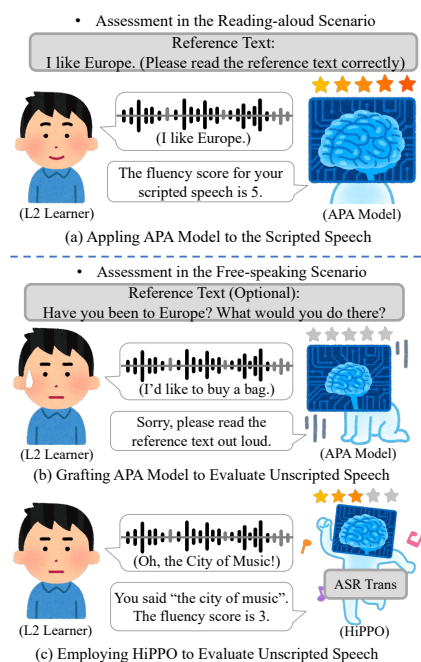 • Assessment in the Reading-aloud Scenario
Reference Text:
I like Europe. (Please read the reference text correctly)
(I like Europe.)
The fluency score for your
scripted speech is 5.
(L2 Learner)
(APA Model)
(a) Appling APA Model to the Scripted Speech
• Assessment in the Free-speaking Scenario
Reference Text (Optional):
Have you been to Europe? What would you do there?
(I’d like to buy a bag.)
Sorry, please read the
reference text out loud.
(L2 Learner)
(APA Model)
(b) Grafting APA Model to Evaluate Unscripted Speech
(Oh, the City of Music!)
ASR Trans
You said “the city of music”.
The fluency score is 3.
(L2 Learner)
(HiPPO)
(c) Employing HiPPO to Evaluate Unscripted Speech